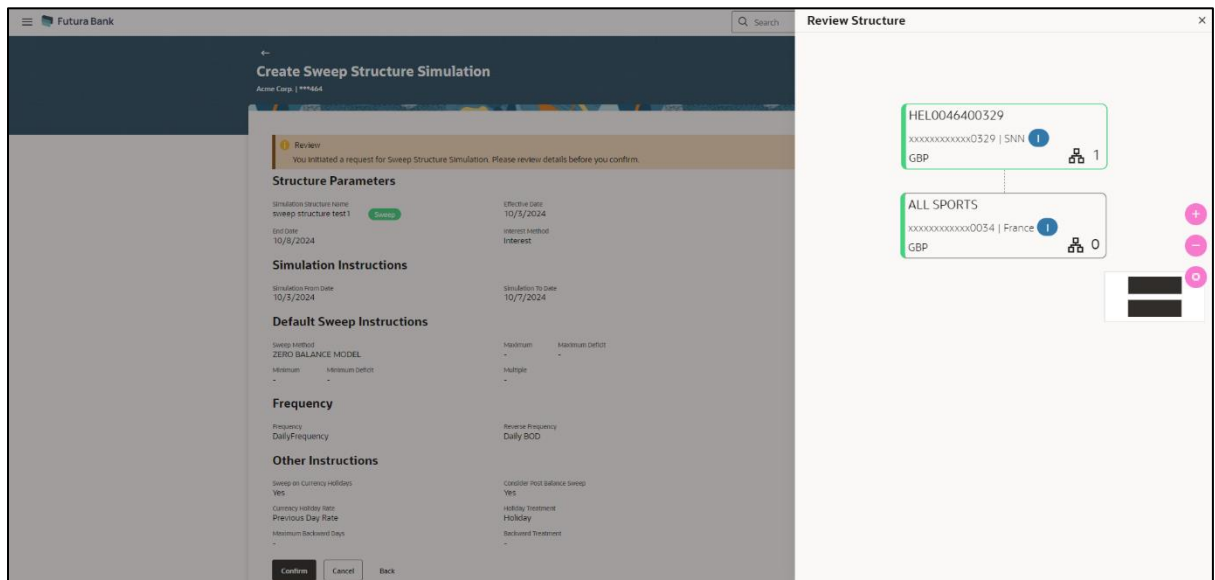 Futura Bank
Search
Create Sweep Structure Simulation
Acme Corp. | ***464
Review
You initiated a request for Sweep Structure Simulation. Please review details before you confirm.
Structure Parameters
Simulation Structure Name
Effective Date
sweep structure test1 Sweep
10/3/2024
End Date
Interest Method
10/8/2024
Interest
Simulation Instructions
Simulation From Date
Simulation To Date
10/3/2024
10/7/2024
Default Sweep Instructions
Sweep Method
Maximum Maximum Deficit
ZERO BALANCE MODEL
- -
Minimum Minimum Deficit
Multiple
- -
-
Frequency
Frequency
Reverse Frequency
DailyFrequency
Daily BOD
Other Instructions
Sweep on Currency Holidays
Consider Post Balance Sweep
Yes
Yes
Currency Holiday Rate
Holiday Treatment
Previous Day Rate
Holiday
Maximum Backward Days
Backward Treatment
-
-
Confirm Cancel Back
Review Structure
HEL0046400329
xxxxxxxxxxxx0329 | SNN I
GBP 1
ALL SPORTS
xxxxxxxxxxxx0034 | France I
GBP 0